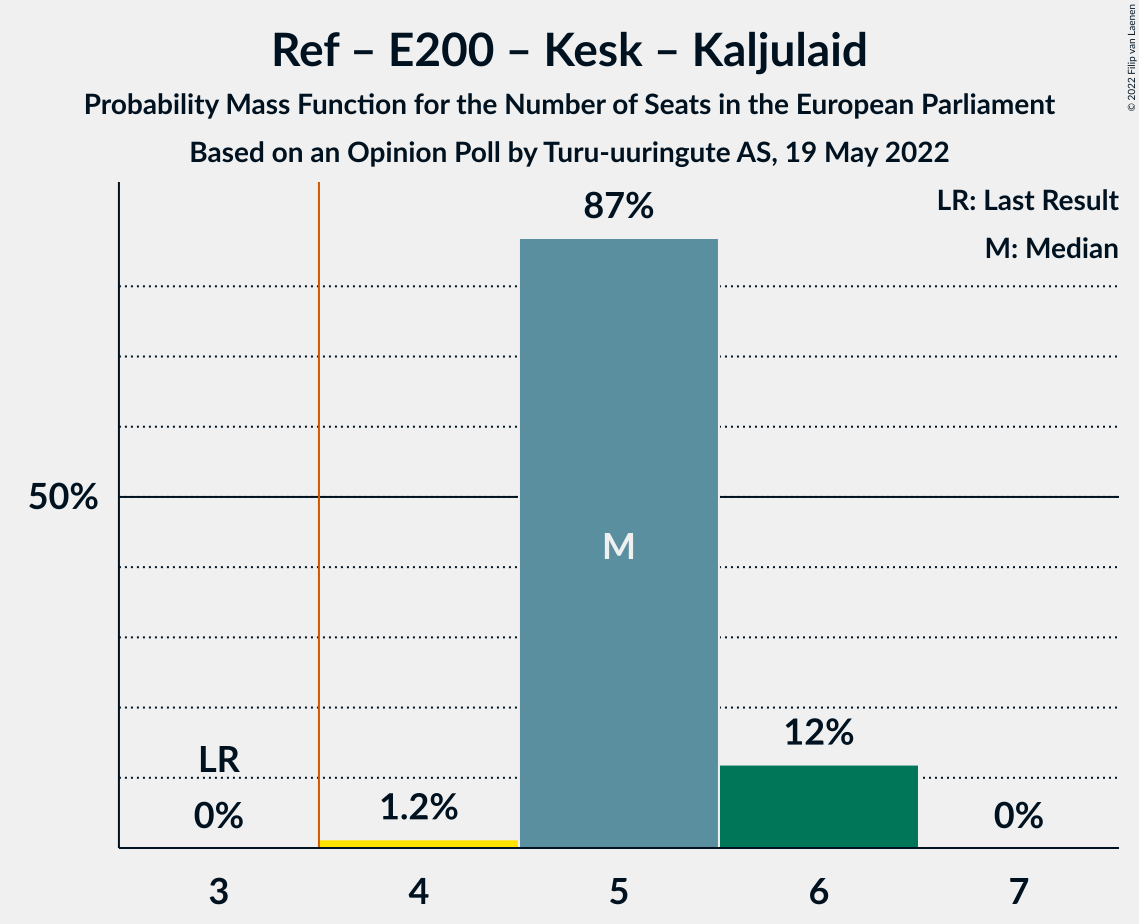 Ref – E200 – Kesk – Kaljulaid
Probability Mass Function for the Number of Seats in the European Parliament
Based on an Opinion Poll by Turu-uuringute AS, 19 May 2022
© 2022 Filip van Laenen
LR: Last Result
M: Median
87%
50%
M
12%
LR
1.2%
0%
0%
3 4 5 6 7